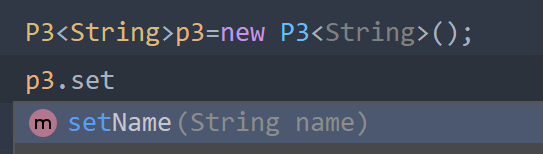 P3<String>p3=new P3<String>();
p3.set
m setName(String name)